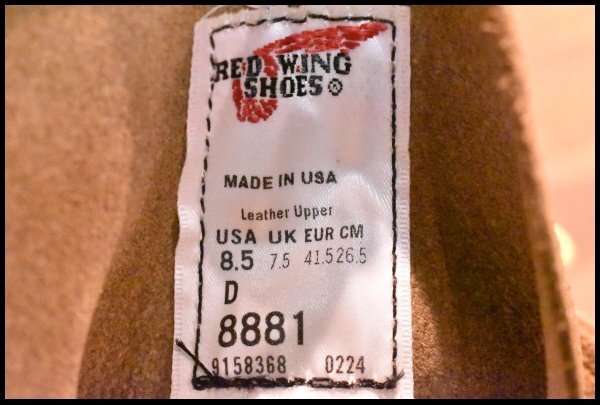 RED WING
SHOES ®
MADE IN USA
Leather Upper
USA UK EUR CM
8.5 7.5 41.5 26.5
D
8881
9158368 0224